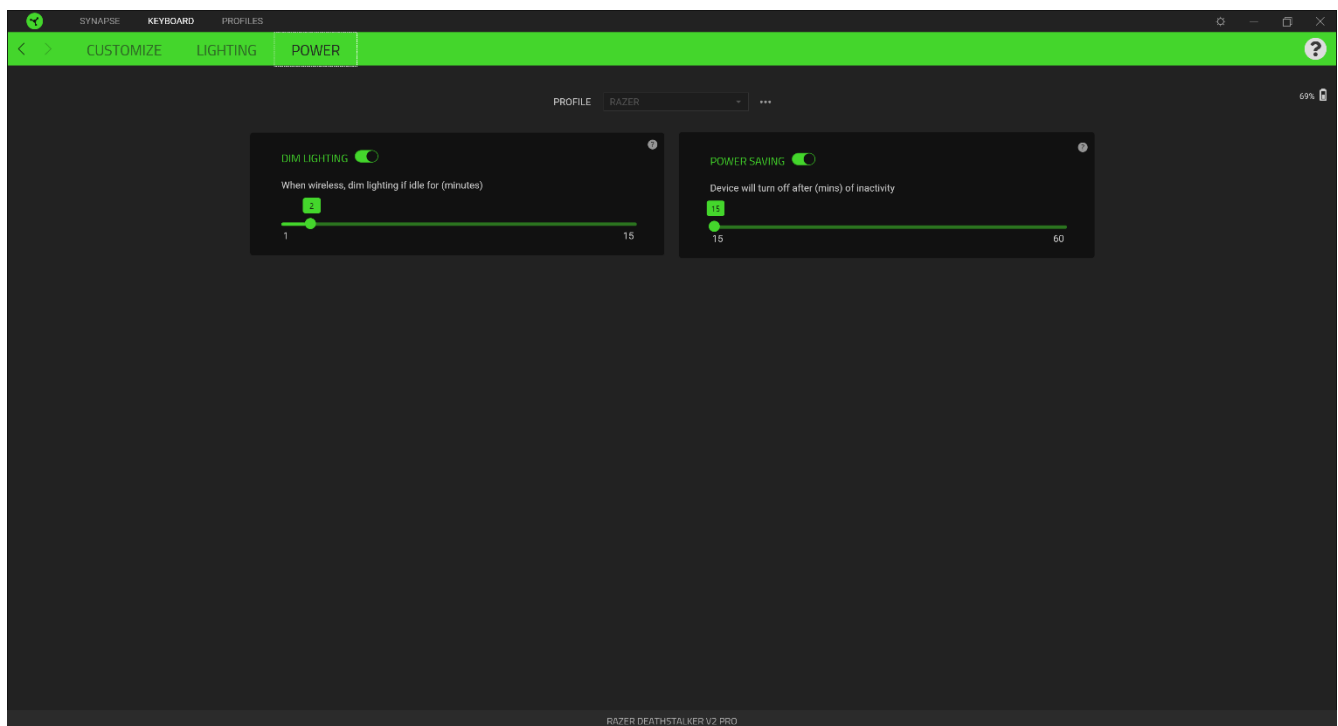 SYNAPSE KEYBOARD PROFILES
CUSTOMIZE LIGHTING POWER ?
PROFILE RAZER
69%
DIM LIGHTING ?
When wireless, dim lighting if idle for (minutes)
2
1 15
POWER SAVING ?
Device will turn off after (mins) of inactivity
15
15 60
RAZER DEATHSTALKER V2 PRO